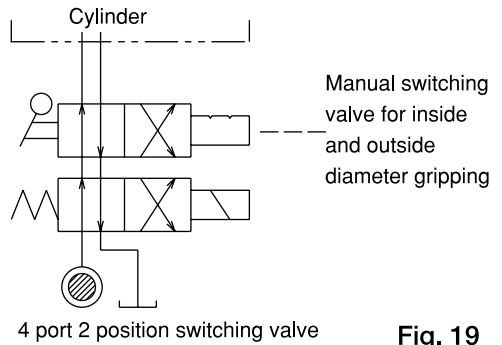 Cylinder
Manual switching
valve for inside
and outside
diameter gripping
4 port 2 position switching valve
Fig. 19